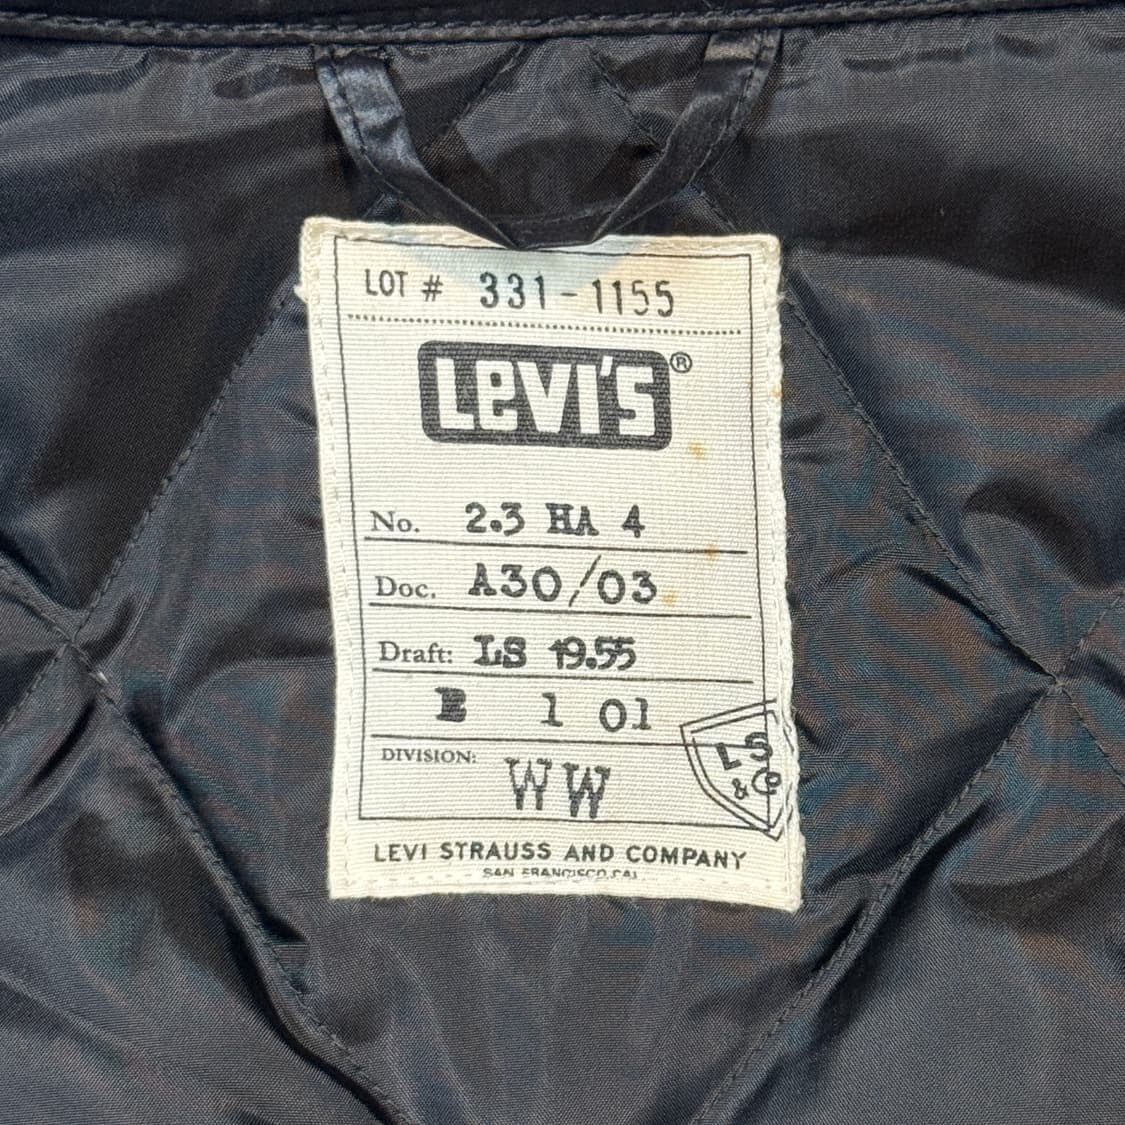 LOT # 331-1155
LEVI'S®
No. 2.3 HA 4
Doc. A30/03
Draft: LS 19.55
E 1 01
DIVISION: WW
LS
& Co
LEVI STRAUSS AND COMPANY
SAN FRANCISCO, CAL